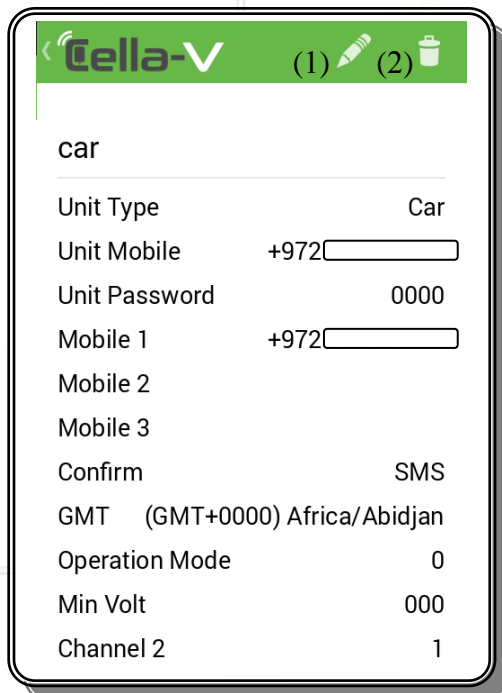 Cella-V (1) (2)
car
Unit Type Car
Unit Mobile +972
Unit Password 0000
Mobile 1 +972
Mobile 2
Mobile 3
Confirm SMS
GMT (GMT+0000) Africa/Abidjan
Operation Mode 0
Min Volt 000
Channel 2 1